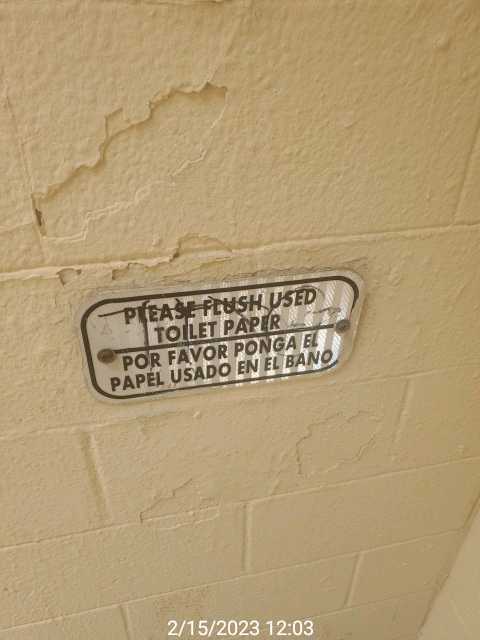 PLEASE FLUSH USED
TOILET PAPER
POR FAVOR PONGA EL
PAPEL USADO EN EL BANO
2/15/2023 12:03